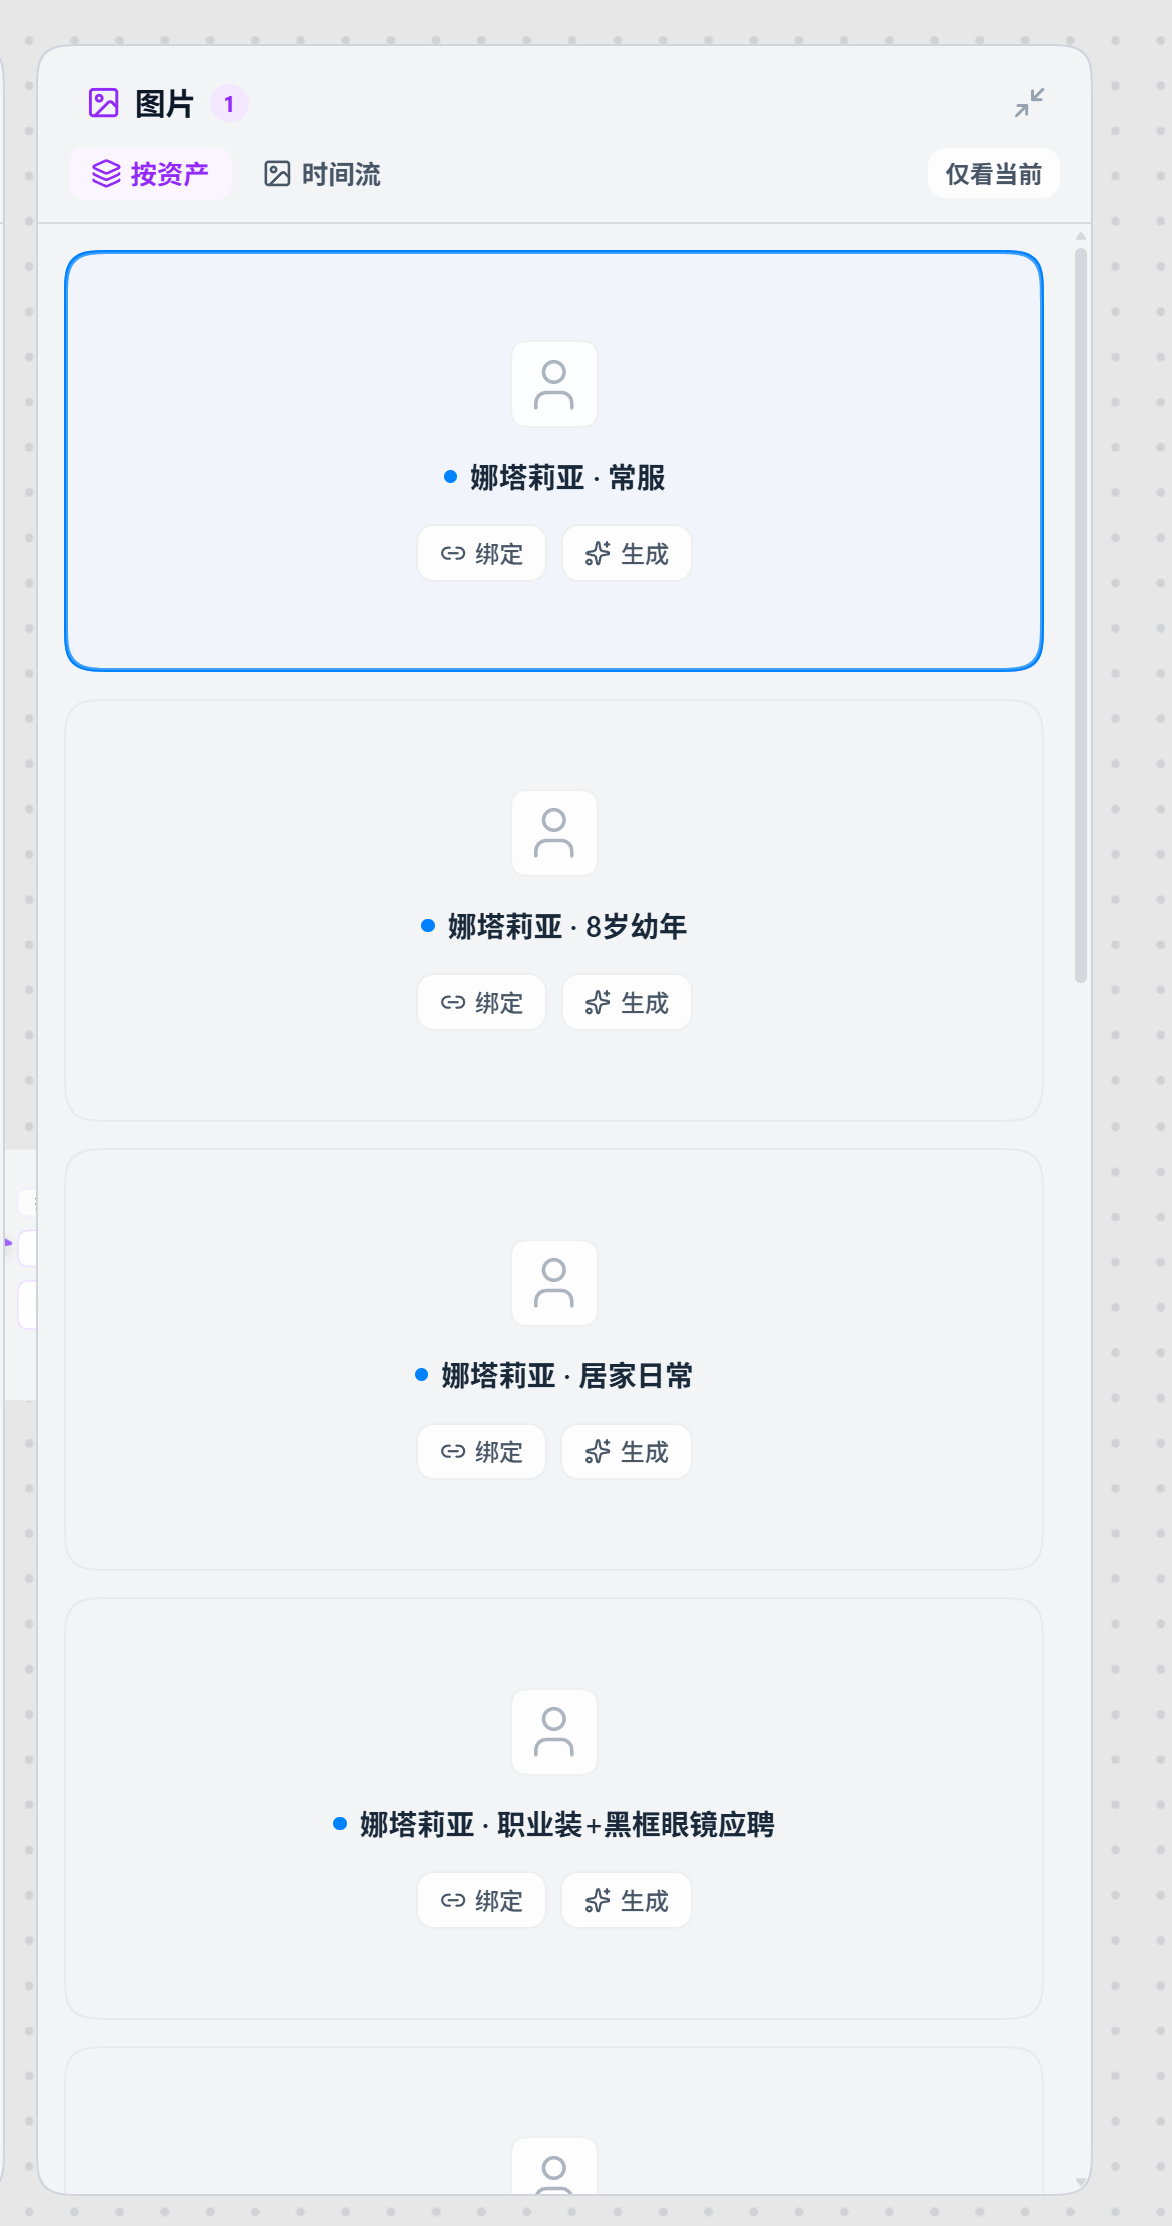 图片 1
按资产 时间流 仅看当前
娜塔莉亚 · 常服
绑定 生成
娜塔莉亚 · 8岁幼年
绑定 生成
娜塔莉亚 · 居家日常
绑定 生成
娜塔莉亚 · 职业装+黑框眼镜应聘
绑定 生成